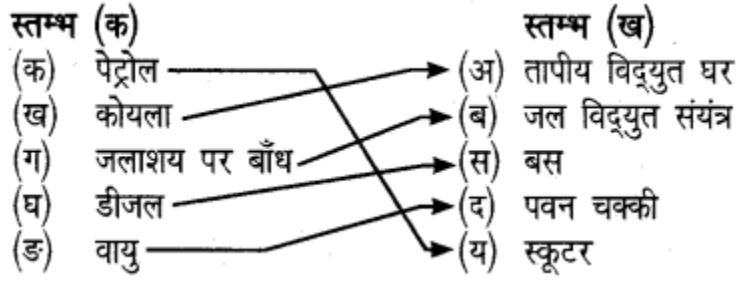 स्तम्भ (क) स्तम्भ (ख)
(क) पेट्रोल (अ) तापीय विद्युत घर
(ख) कोयला (ब) जल विद्युत संयंत्र
(ग) जलाशय पर बाँध (स) बस
(घ) डीजल (द) पवन चक्की
(ङ) वायु (य) स्कूटर